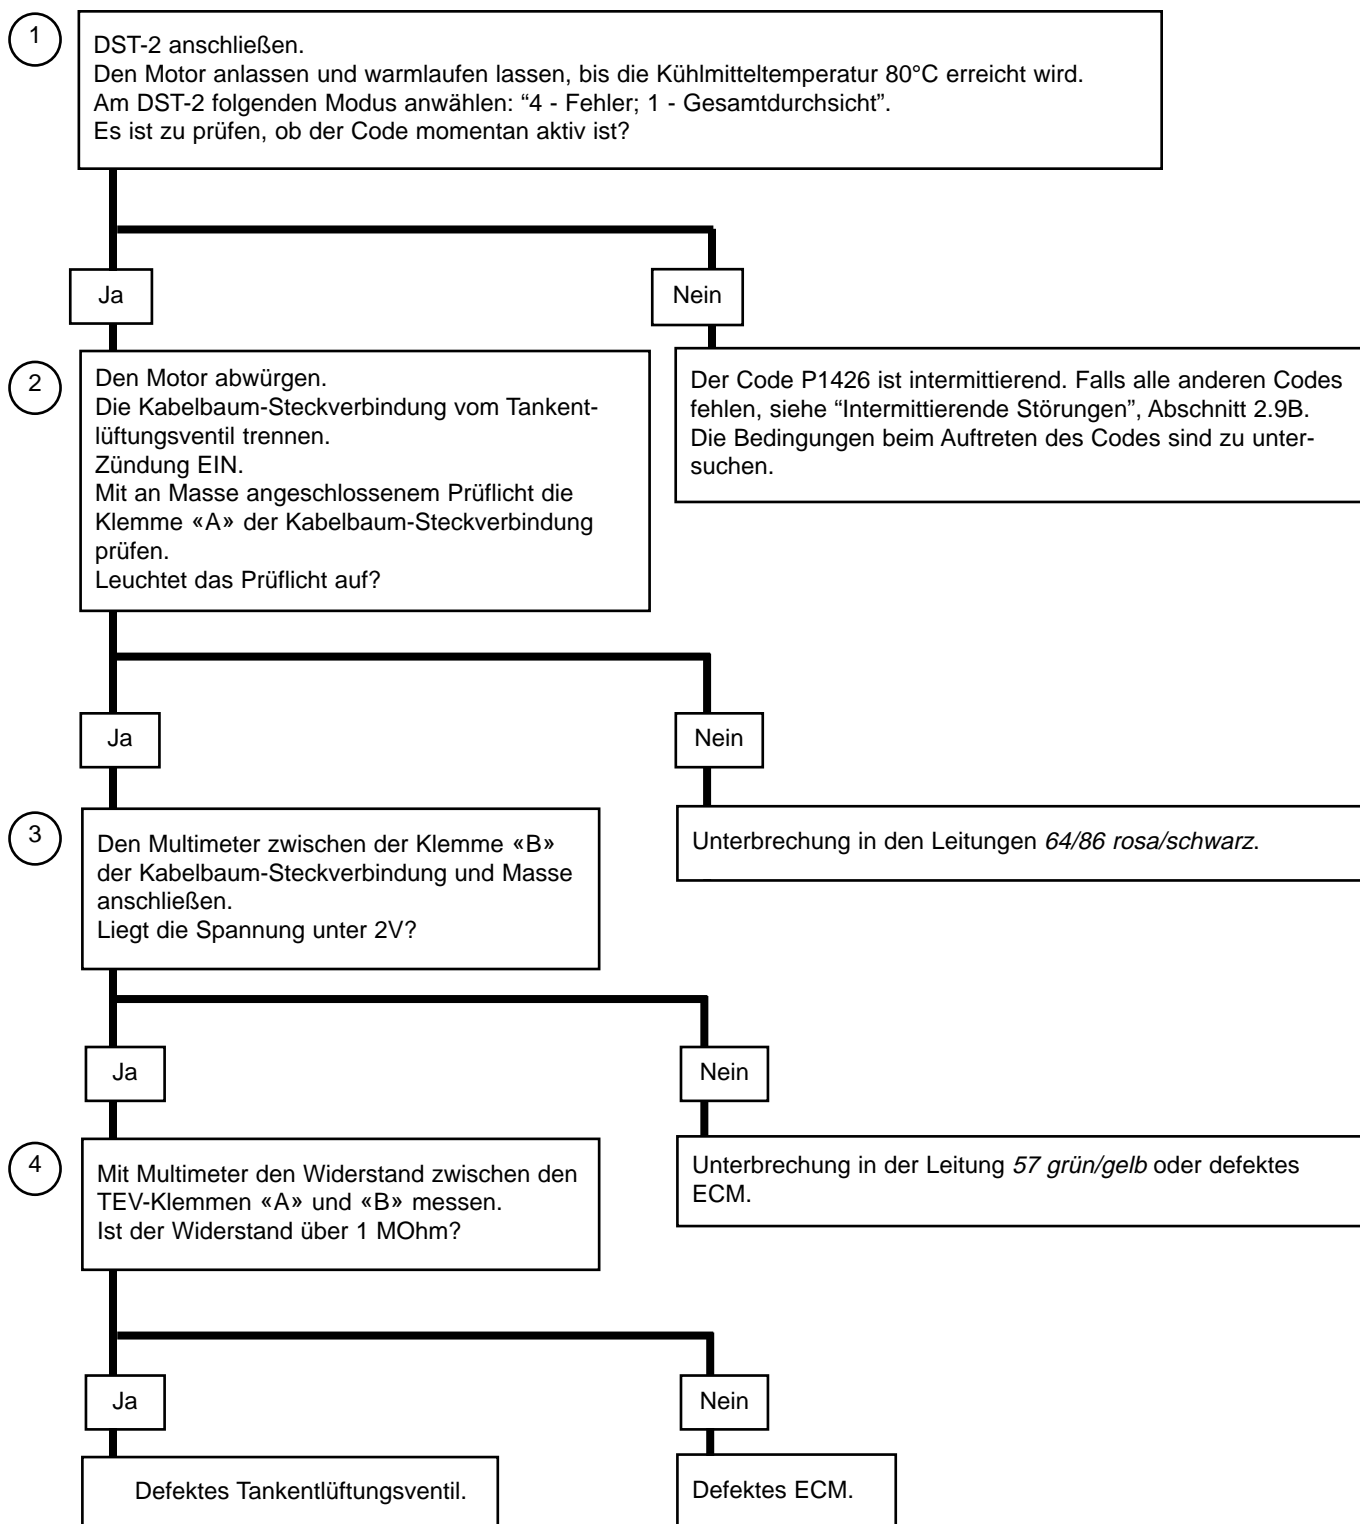 1
DST-2 anschließen.
Den Motor anlassen und warmlaufen lassen, bis die Kühlmitteltemperatur 80°C erreicht wird.
Am DST-2 folgenden Modus anwählen: “4 - Fehler; 1 - Gesamtdurchsicht”.
Es ist zu prüfen, ob der Code momentan aktiv ist?
Ja
Nein
2
Den Motor abwürgen.
Die Kabelbaum-Steckverbindung vom Tankent-
lüftungsventil trennen.
Zündung EIN.
Mit an Masse angeschlossenem Prüflicht die
Klemme «A» der Kabelbaum-Steckverbindung
prüfen.
Leuchtet das Prüflicht auf?
Der Code P1426 ist intermittierend. Falls alle anderen Codes
fehlen, siehe “Intermittierende Störungen”, Abschnitt 2.9B.
Die Bedingungen beim Auftreten des Codes sind zu unter-
suchen.
Ja
Nein
3
Den Multimeter zwischen der Klemme «B»
der Kabelbaum-Steckverbindung und Masse
anschließen.
Liegt die Spannung unter 2V?
Unterbrechung in den Leitungen 64/86 rosa/schwarz.
Ja
Nein
4
Mit Multimeter den Widerstand zwischen den
TEV-Klemmen «A» und «B» messen.
Ist der Widerstand über 1 MOhm?
Unterbrechung in der Leitung 57 grün/gelb oder defektes
ECM.
Ja
Nein
Defektes Tankentlüftungsventil.
Defektes ECM.